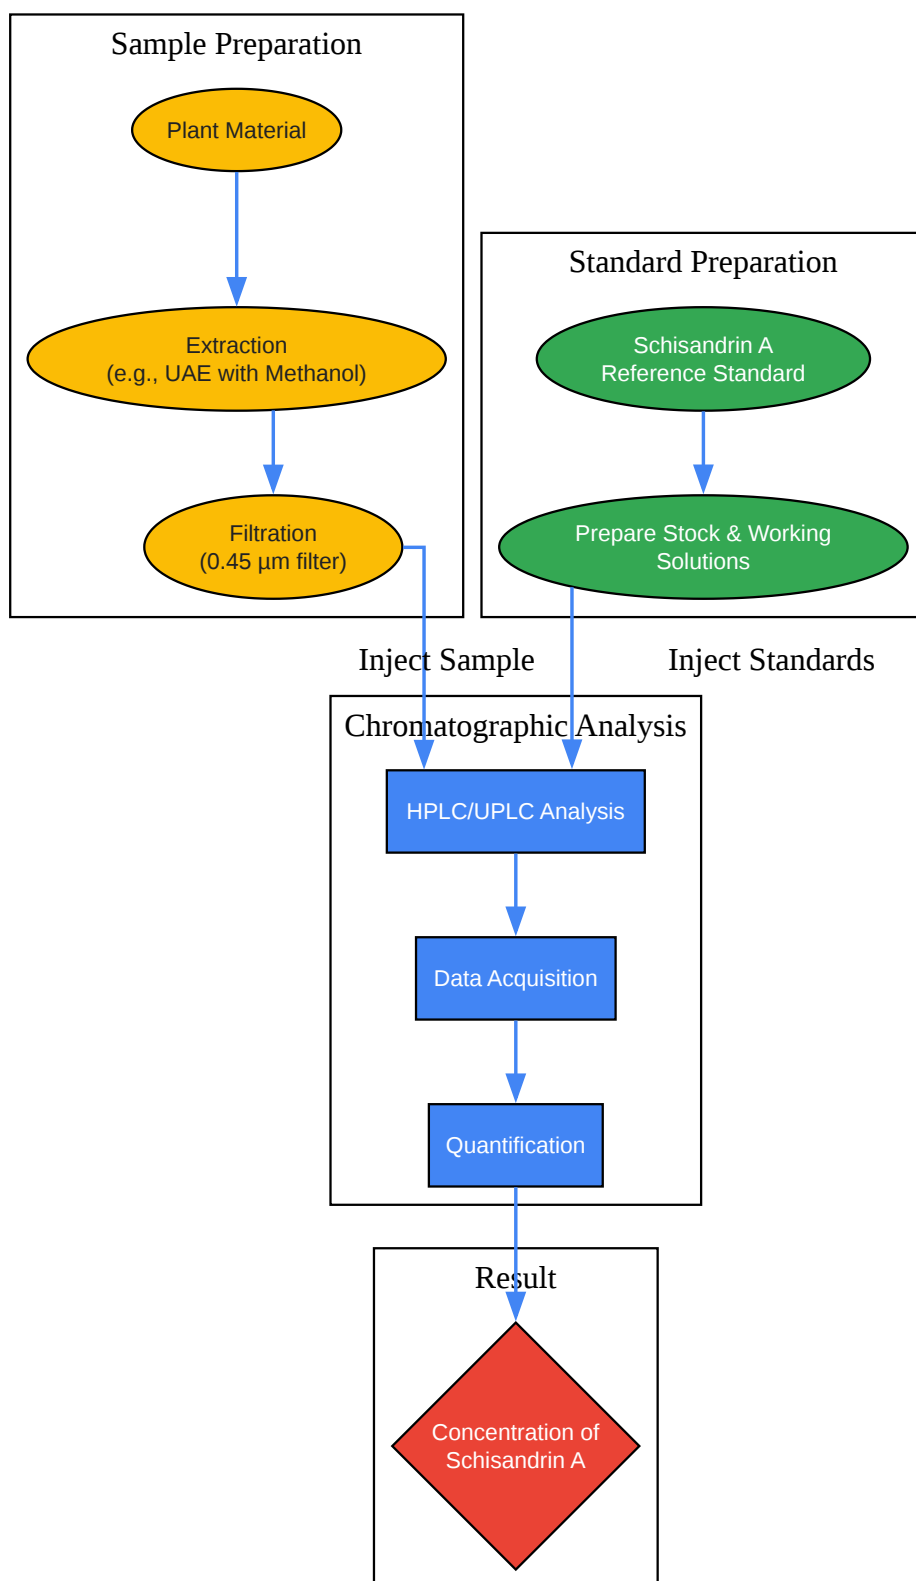 Sample Preparation
Plant Material
Extraction
(e.g., UAE with Methanol)
Filtration
(0.45 µm filter)
Standard Preparation
Schisandrin A
Reference Standard
Prepare Stock & Working
Solutions
Inject Sample
Inject Standards
Chromatographic Analysis
HPLC/UPLC Analysis
Data Acquisition
Quantification
Result
Concentration of
Schisandrin A